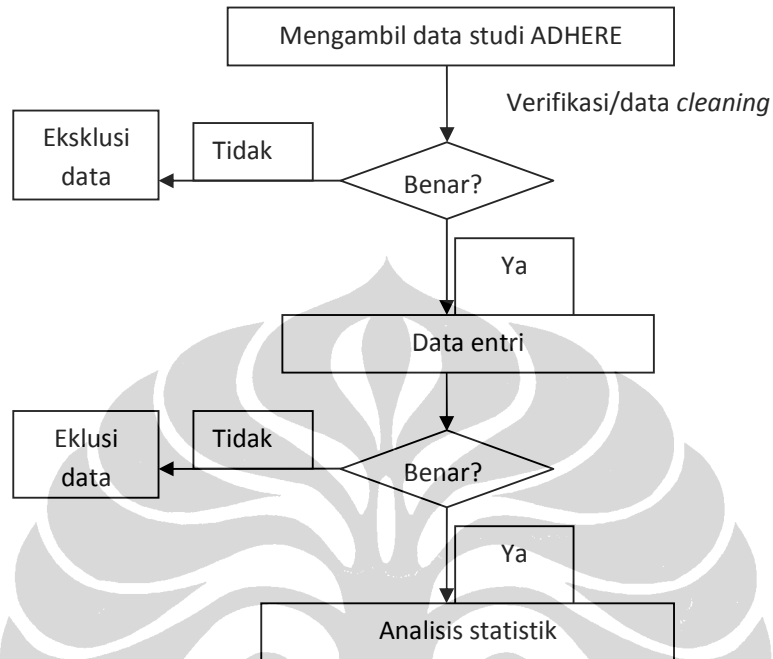 Mengambil data studi ADHERE
Verifikasi/data cleaning
Eksklusi
data
Tidak
Benar?
Ya
Data entri
Eklusi
data
Tidak
Benar?
Ya
Analisis statistik